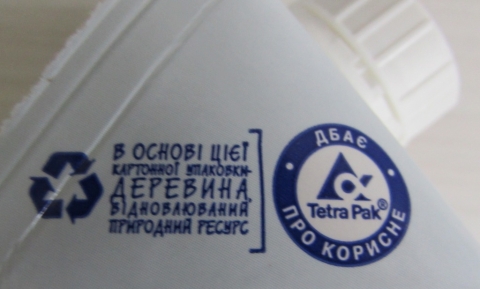 В ОСНОВІ ЦІЄЇ
КАРТОННОЇ УПАКОВКИ-
ДЕРЕВИНА,
ВІДНОВЛЮВАНИЙ
ПРИРОДНИЙ РЕСУРС
ДБАЄ
Tetra Pak®
ПРО КОРИСНЕ